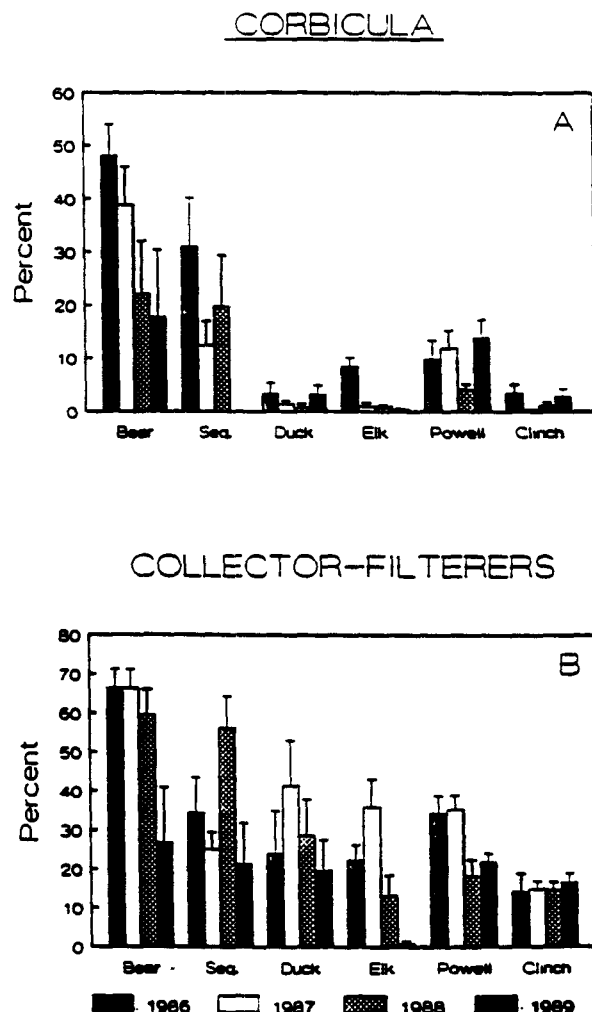 CORBICULA
A
Percent
60
50
40
30
20
10
0
Bear Seq. Duck Elk Powell Clinch
COLLECTOR-FILTERERS
B
Percent
80
70
60
50
40
30
20
10
0
Bear Seq. Duck Elk Powell Clinch
1986 1987 1988 1989